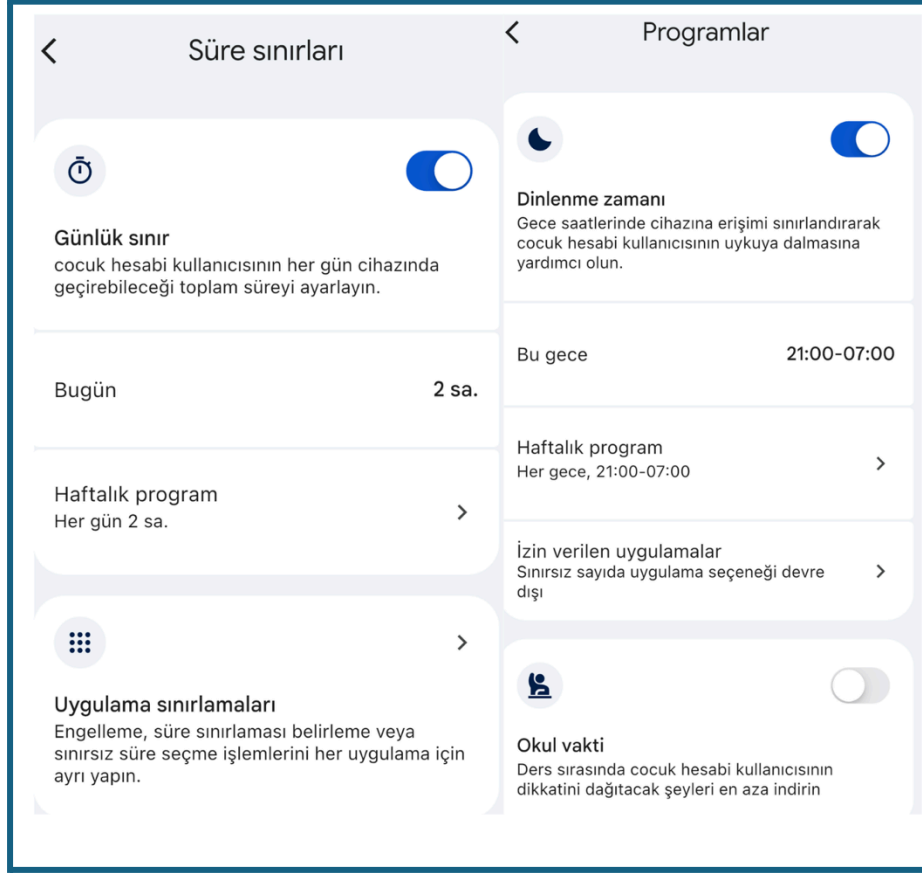 Süre sınırları
Günlük sınır
cocuk hesabi kullanıcısının her gün cihazında
geçirebileceği toplam süreyi ayarlayın.
Bugün 2 sa.
Haftalık program
Her gün 2 sa.
Uygulama sınırlamaları
Engelleme, süre sınırlaması belirleme veya
sınırsız süre seçme işlemlerini her uygulama için
ayrı yapın.
Programlar
Dinlenme zamanı
Gece saatlerinde cihazına erişimi sınırlandırarak
cocuk hesabi kullanıcısının uykuya dalmasına
yardımcı olun.
Bu gece 21:00-07:00
Haftalık program
Her gece, 21:00-07:00
İzin verilen uygulamalar
Sınırsız sayıda uygulama seçeneği devre
dışı
Okul vakti
Ders sırasında cocuk hesabi kullanıcısının
dikkatini dağıtacak şeyleri en aza indirin